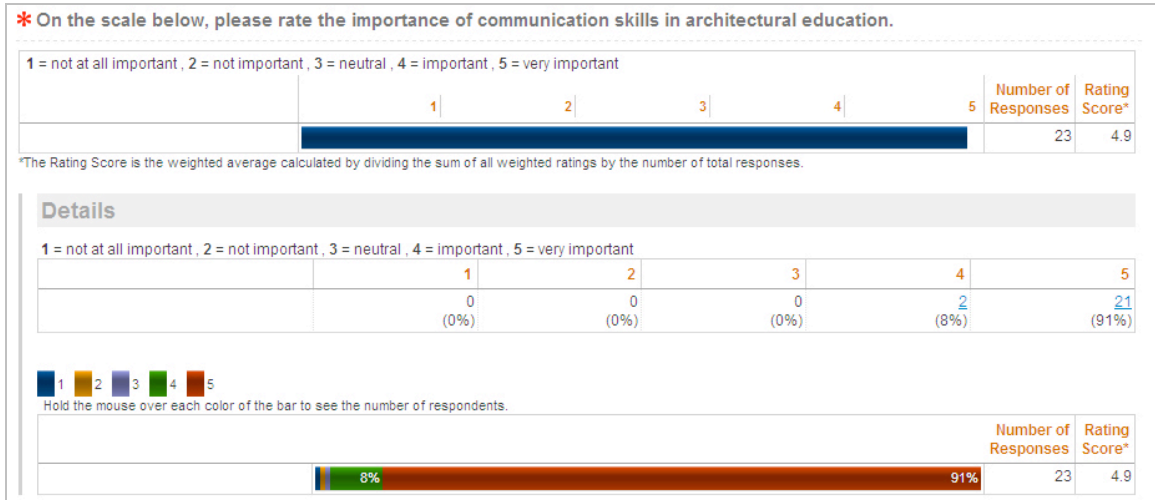 * On the scale below, please rate the importance of communication skills in architectural education.
1 = not at all important , 2 = not important , 3 = neutral , 4 = important , 5 = very important
1 2 3 4 5 Number of Responses Rating Score*
23 4.9
*The Rating Score is the weighted average calculated by dividing the sum of all weighted ratings by the number of total responses.
Details
1 = not at all important , 2 = not important , 3 = neutral , 4 = important , 5 = very important
1 2 3 4 5
0 0 0 2 21
(0%) (0%) (0%) (8%) (91%)
1 2 3 4 5
Hold the mouse over each color of the bar to see the number of respondents.
Number of Rating
Responses Score*
8% 91% 23 4.9